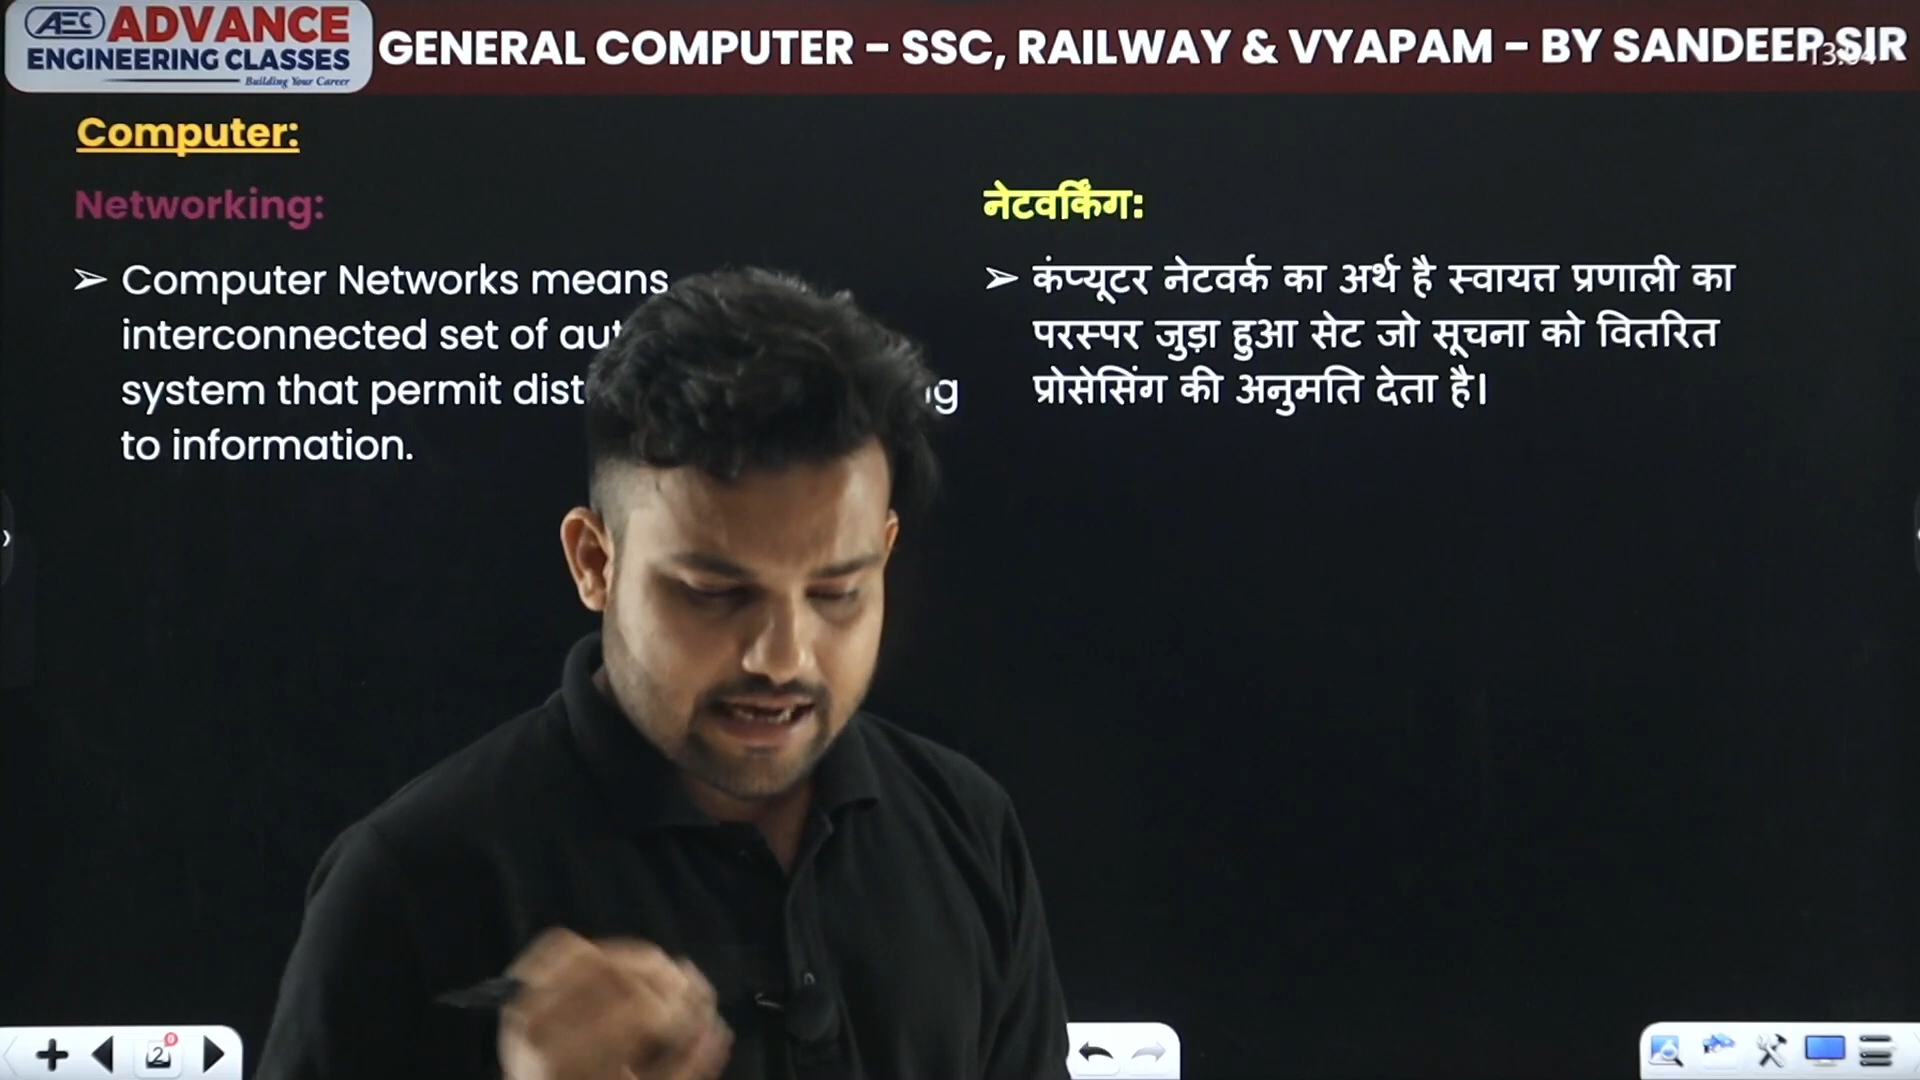 AEC ADVANCE
ENGINEERING CLASSES
Building Your Career
GENERAL COMPUTER - SSC, RAILWAY & VYAPAM - BY SANDEEP SIR
Computer:
Networking:
➢ Computer Networks means
interconnected set of
system that permit
to information.
नेटवर्किंग:
➢ कंप्यूटर नेटवर्क का अर्थ है स्वायत्त प्रणाली का
परस्पर जुड़ा हुआ सेट जो सूचना को वितरित
प्रोसेसिंग की अनुमति देता है।
2
0